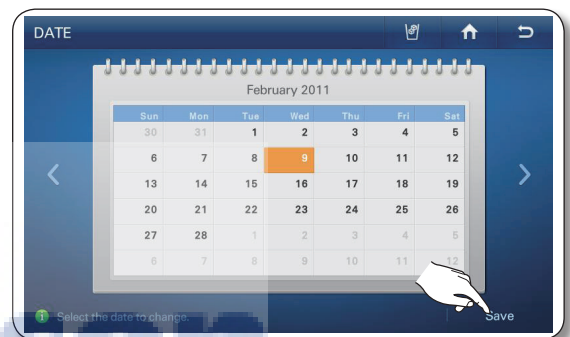 DATE
February 2011
Sun Mon Tue Wed Thu Fri Sat
30 31 1 2 3 4 5
6 7 8 9 10 11 12
13 14 15 16 17 18 19
20 21 22 23 24 25 26
27 28 1 2 3 4 5
6 7 8 9 10 11 12
i Select the date to change. Save